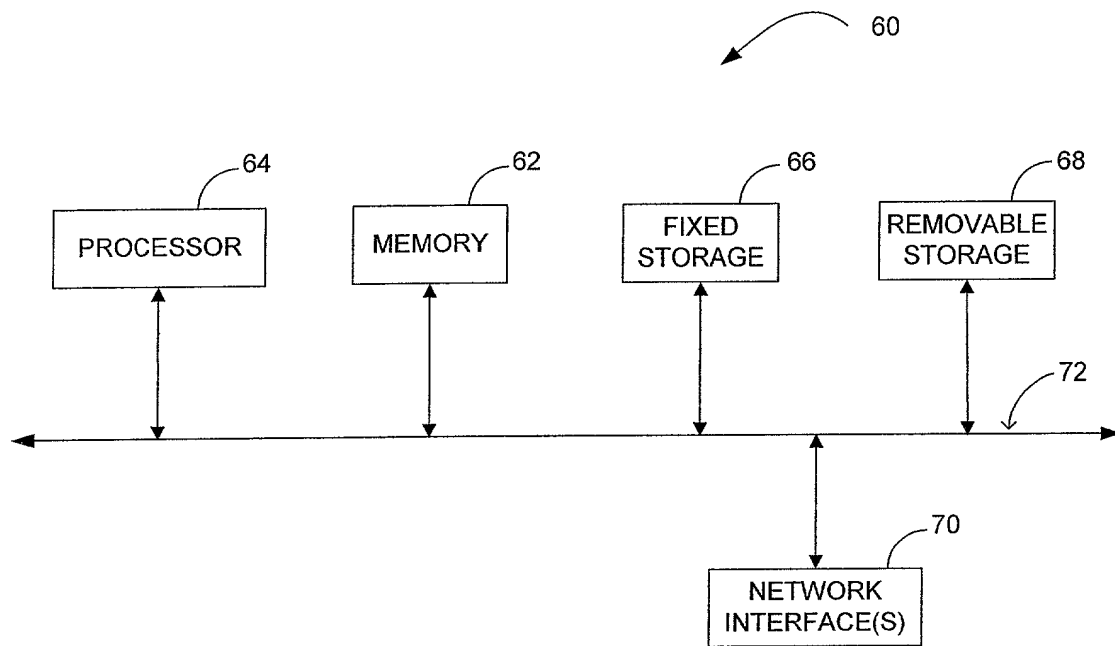 60
64
62
66
68
PROCESSOR
MEMORY
FIXED
STORAGE
REMOVABLE
STORAGE
72
70
NETWORK
INTERFACE(S)